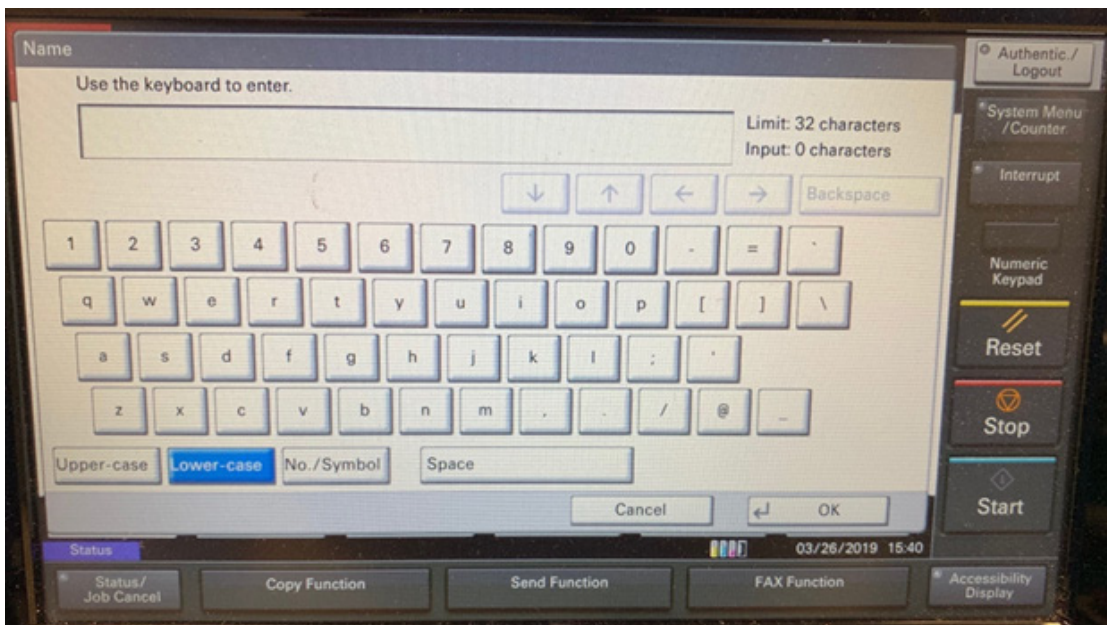 Name
Authentic./
Logout
Use the keyboard to enter.
Limit: 32 characters
Input: 0 characters
System Menu
/Counter
Interrupt
↓ ↑ ← → Backspace
1 2 3 4 5 6 7 8 9 0 - = `
Numeric
Keypad
q w e r t y u i o p [ ] \
Reset
a s d f g h j k l ; '
z x c v b n m , . / @ _
Stop
Upper-case Lower-case No./Symbol Space
Cancel OK
Start
Status 03/26/2019 15:40
Status/
Job Cancel
Copy Function
Send Function
FAX Function
Accessibility
Display